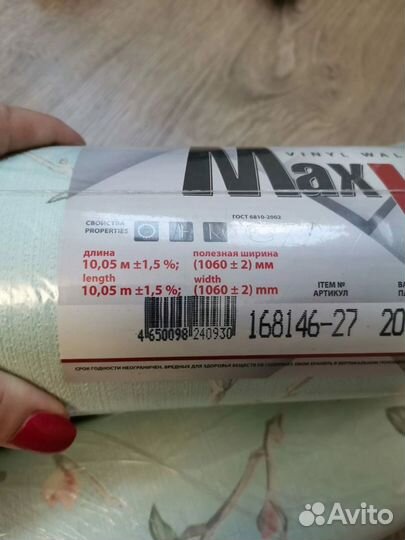 VINYL WAL
Max
ГОСТ 6810-2002
СВОЙСТВА
PROPERTIES
длина полезная ширина
10,05 м ±1,5 %; (1060 ± 2) мм
length width
10,05 m ±1,5 %; (1060 ± 2) mm
ITEM №
АРТИКУЛ
4 650098 240930
168146-27 20
Avito